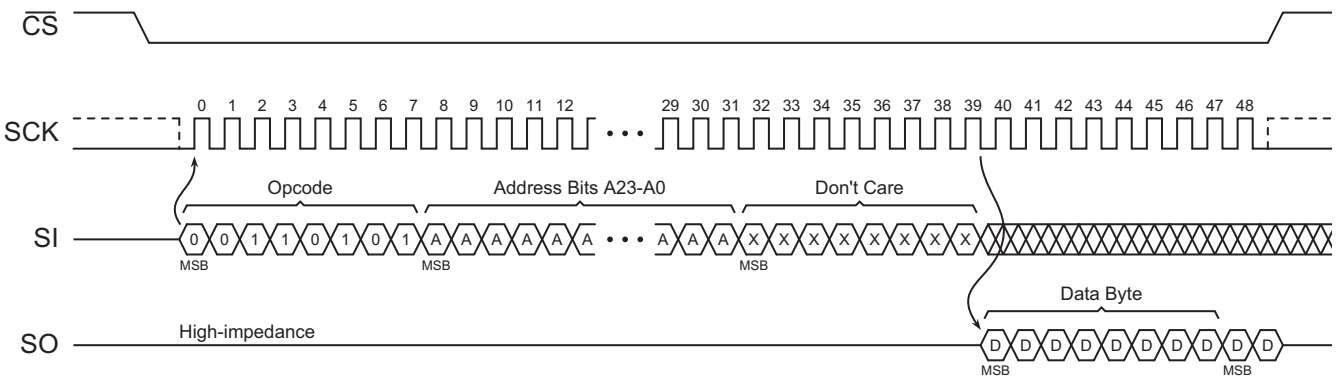 CS
0 1 2 3 4 5 6 7 8 9 10 11 12 29 30 31 32 33 34 35 36 37 38 39 40 41 42 43 44 45 46 47 48
SCK • • •
Opcode Address Bits A23-A0 Don't Care
SI 0 0 1 1 0 1 0 1 A A A A A A • • • A A A X X X X X X X X
MSB MSB MSB
Data Byte
High-impedance
SO D D D D D D D D D D
MSB MSB